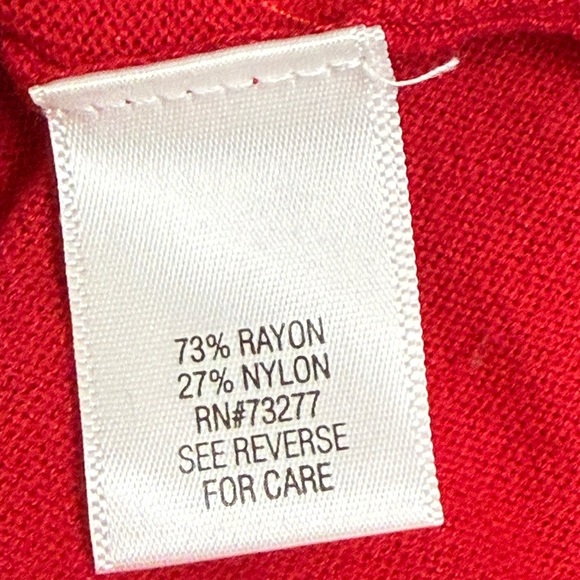 73% RAYON
27% NYLON
RN#73277
SEE REVERSE
FOR CARE